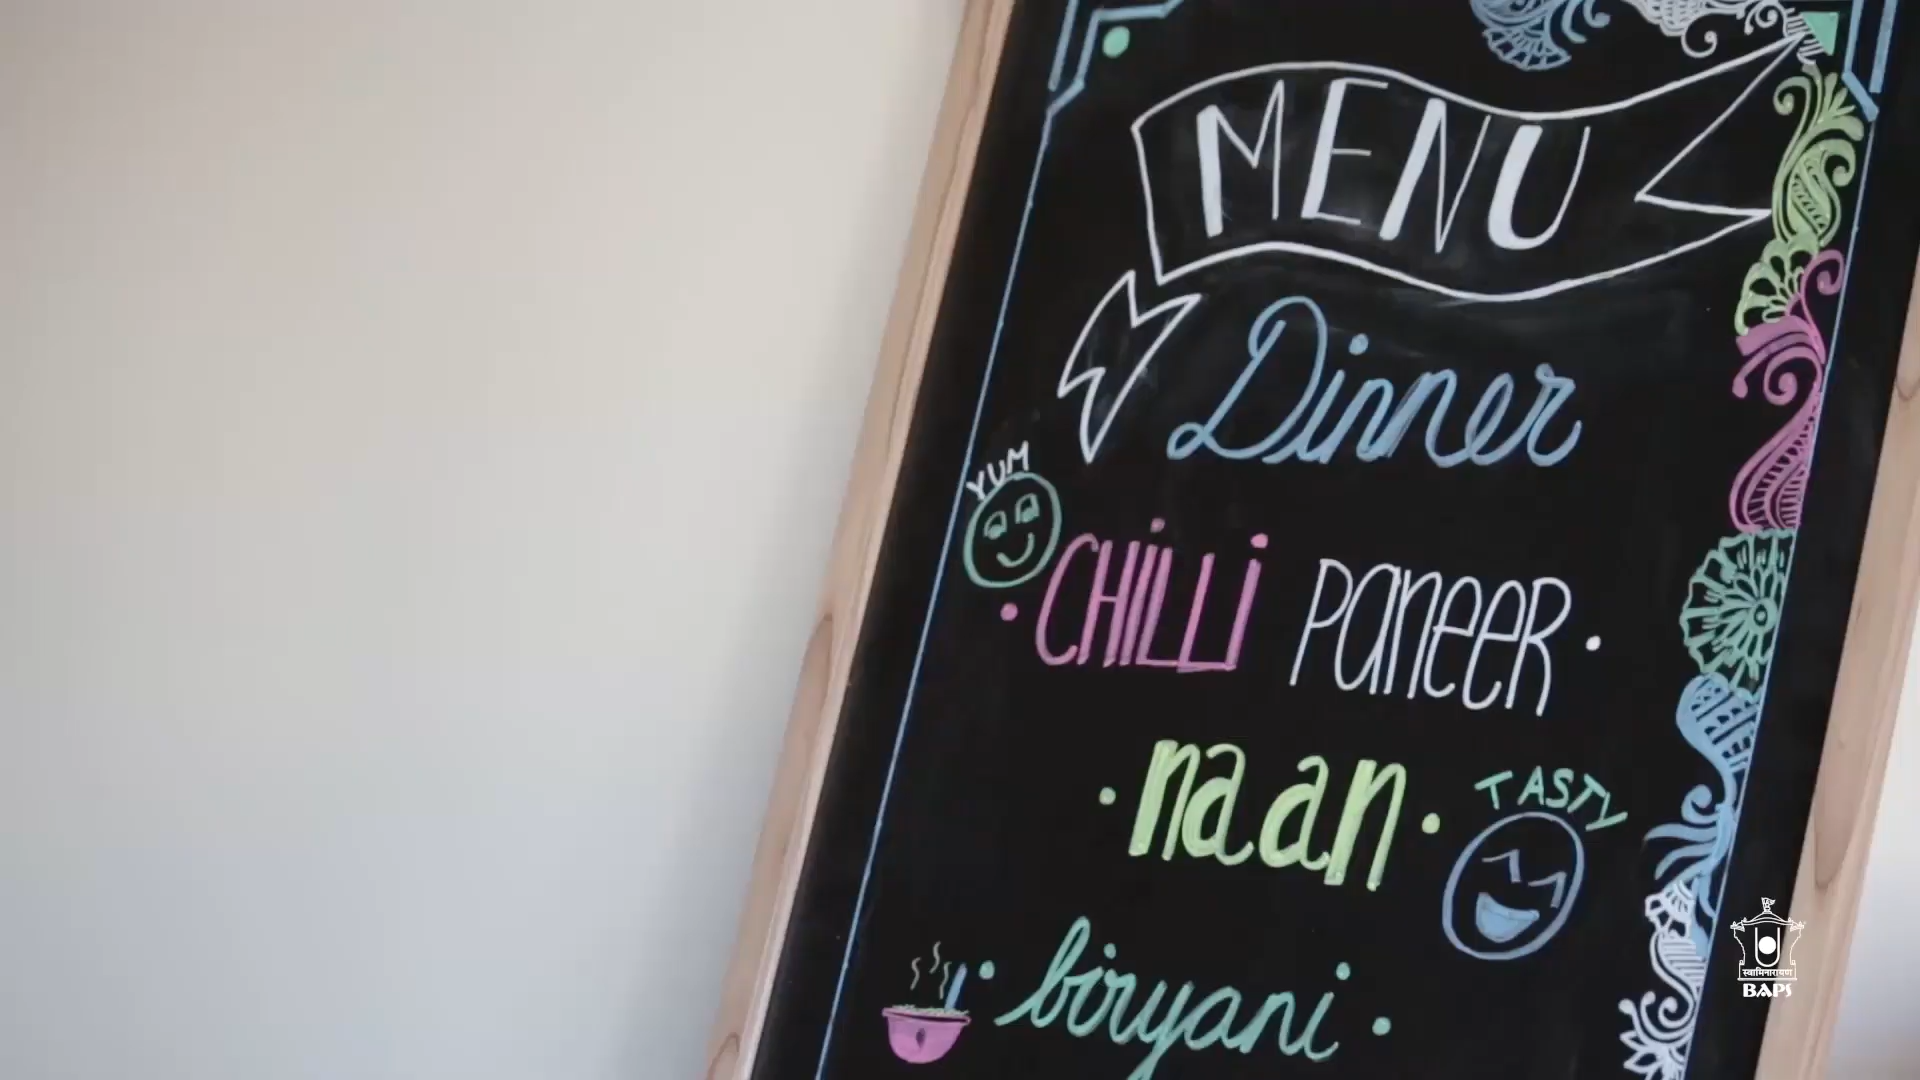 MENU
Dinner
YUM
• CHiLLi PaneeR •
• naan •
TASTY
• biryani •
स्वामिनारायण
BAPS